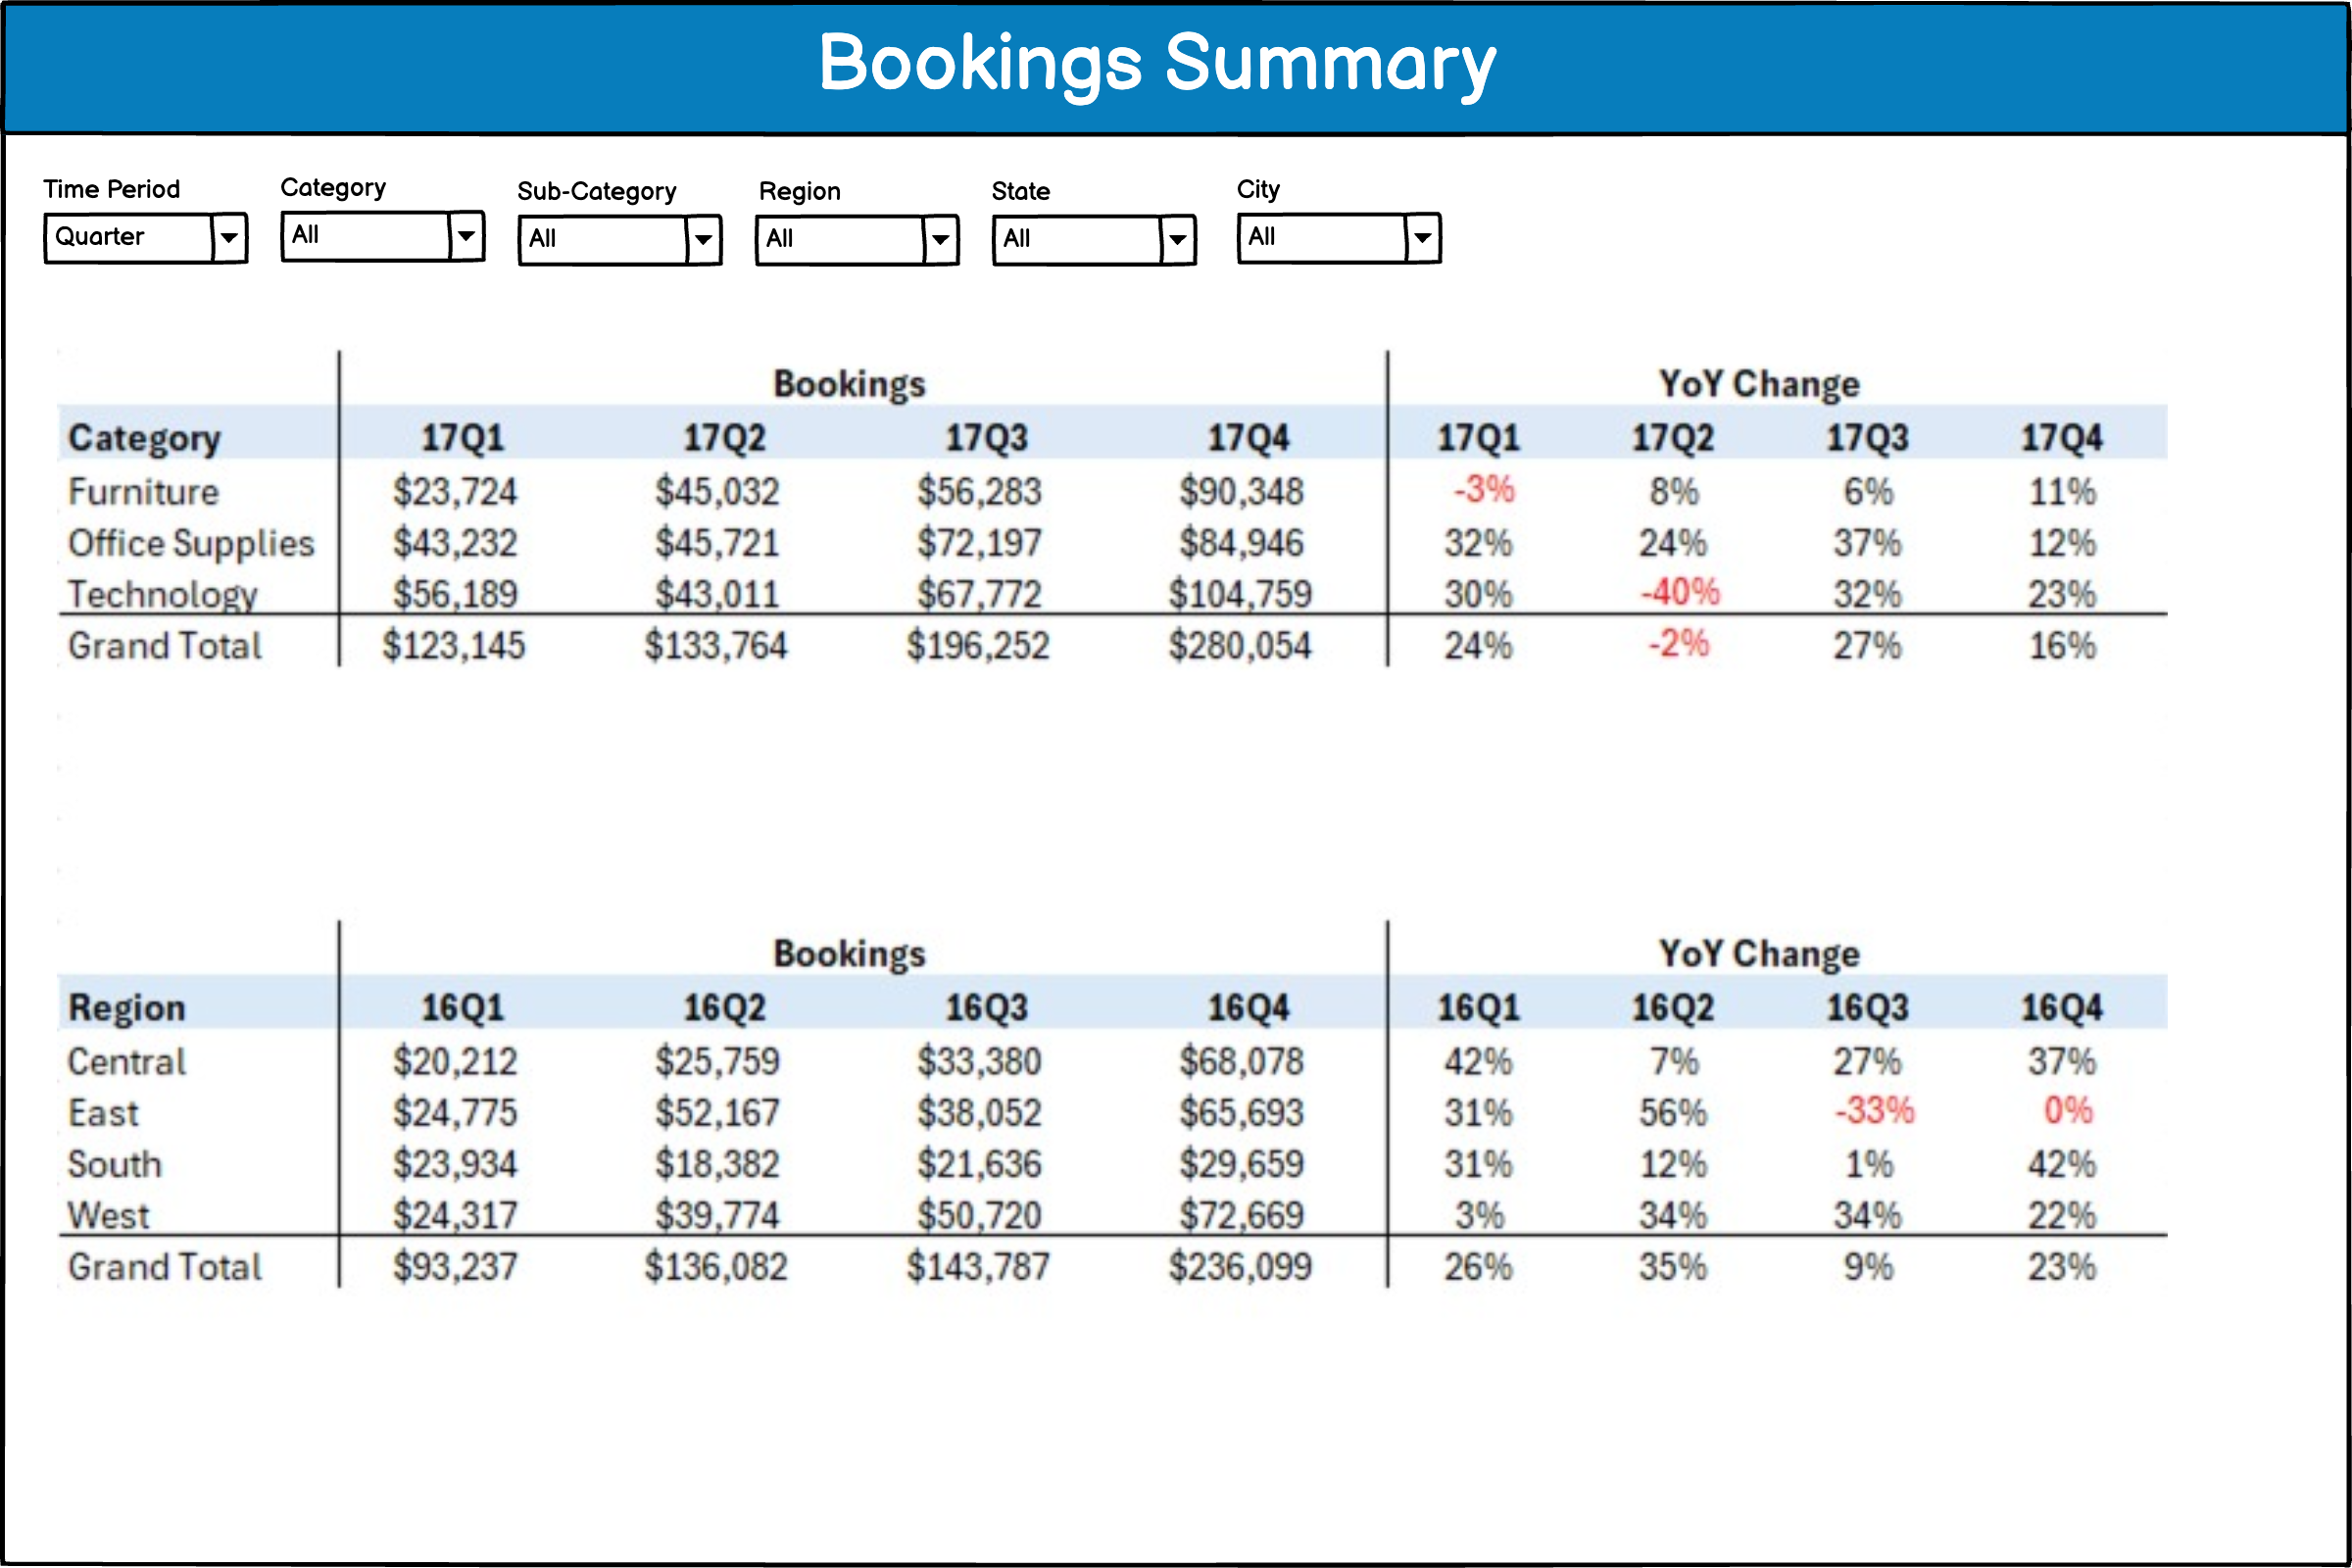 Bookings Summary
Time Period Category Sub-Category Region State City
Quarter All All All All All
Bookings YoY Change
Category 17Q1 17Q2 17Q3 17Q4 17Q1 17Q2 17Q3 17Q4
Furniture $23,724 $45,032 $56,283 $90,348 -3% 8% 6% 11%
Office Supplies $43,232 $45,721 $72,197 $84,946 32% 24% 37% 12%
Technology $56,189 $43,011 $67,772 $104,759 30% -40% 32% 23%
Grand Total $123,145 $133,764 $196,252 $280,054 24% -2% 27% 16%
Bookings YoY Change
Region 16Q1 16Q2 16Q3 16Q4 16Q1 16Q2 16Q3 16Q4
Central $20,212 $25,759 $33,380 $68,078 42% 7% 27% 37%
East $24,775 $52,167 $38,052 $65,693 31% 56% -33% 0%
South $23,934 $18,382 $21,636 $29,659 31% 12% 1% 42%
West $24,317 $39,774 $50,720 $72,669 3% 34% 34% 22%
Grand Total $93,237 $136,082 $143,787 $236,099 26% 35% 9% 23%